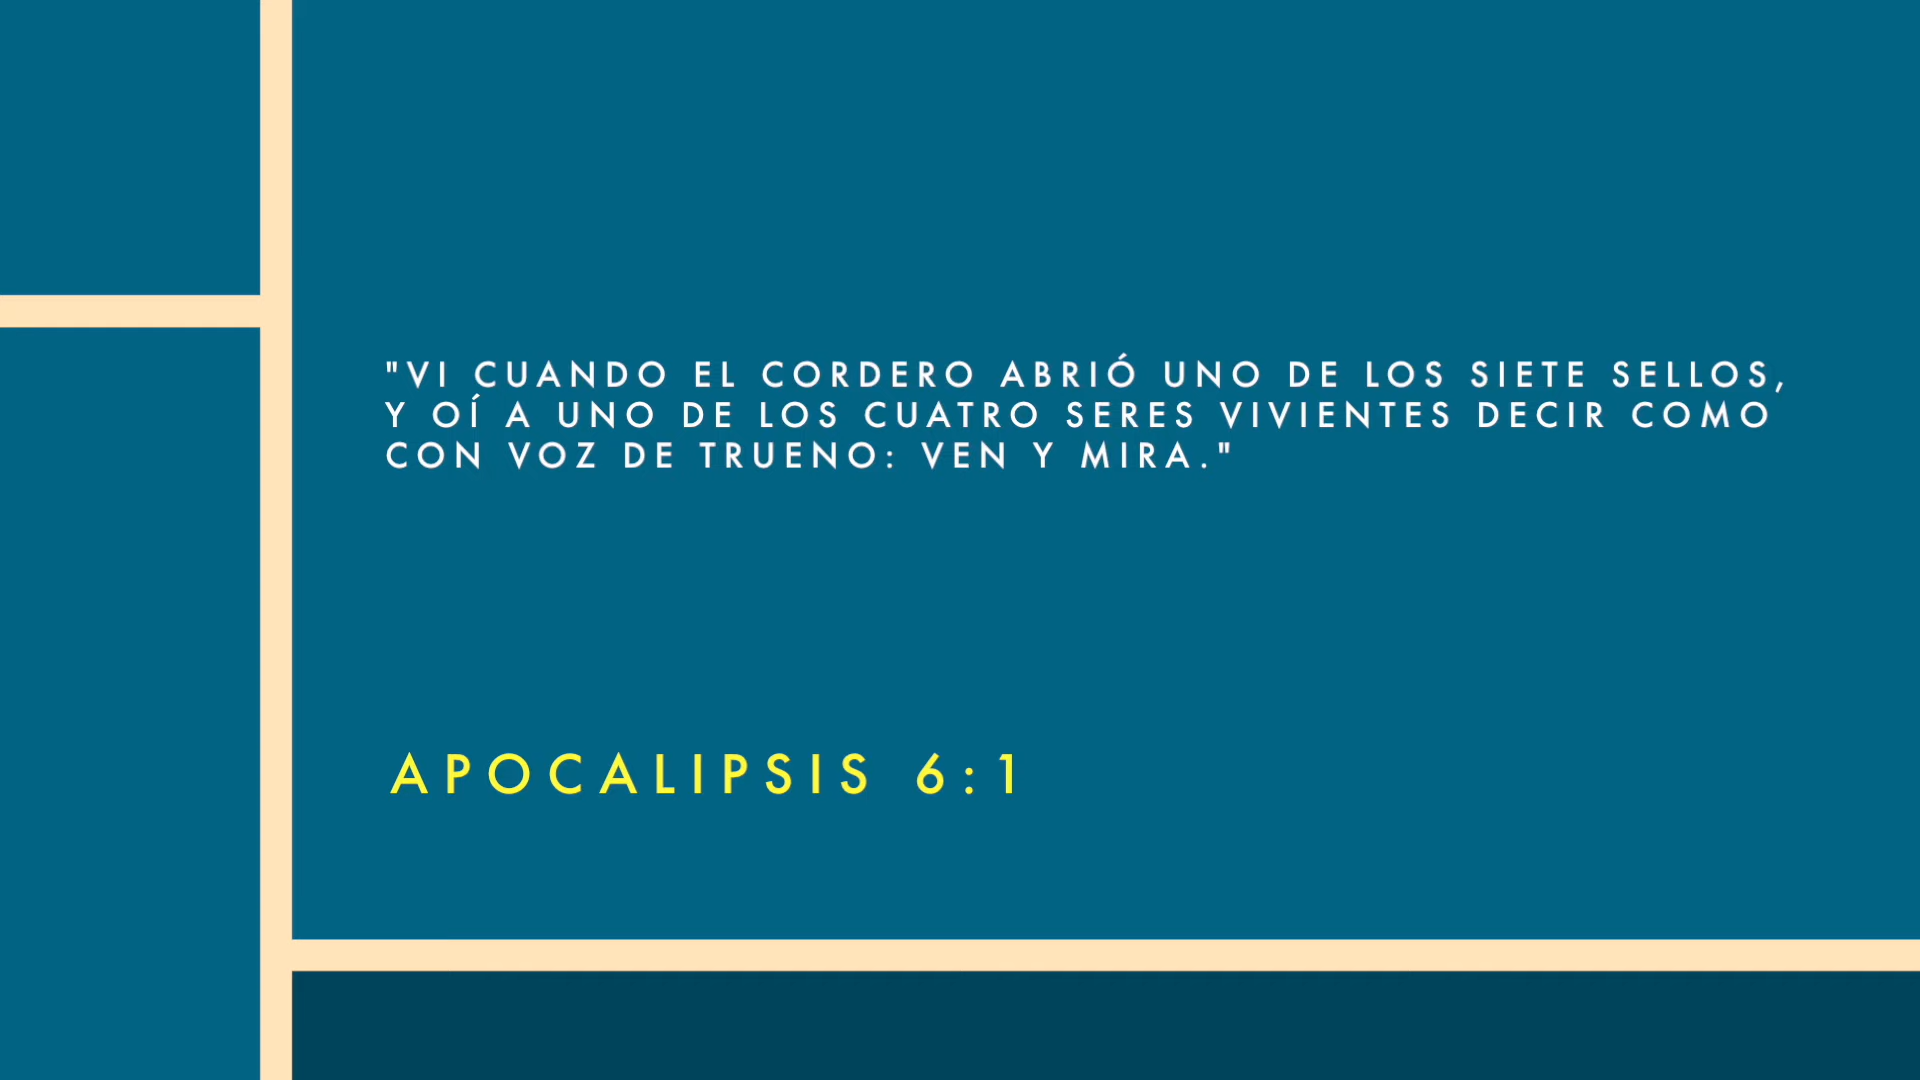 "VI CUANDO EL CORDERO ABRIÓ UNO DE LOS SIETE SELLOS,
Y OÍ A UNO DE LOS CUATRO SERES VIVIENTES DECIR COMO
CON VOZ DE TRUENO: VEN Y MIRA."
APOCALIPSIS 6:1